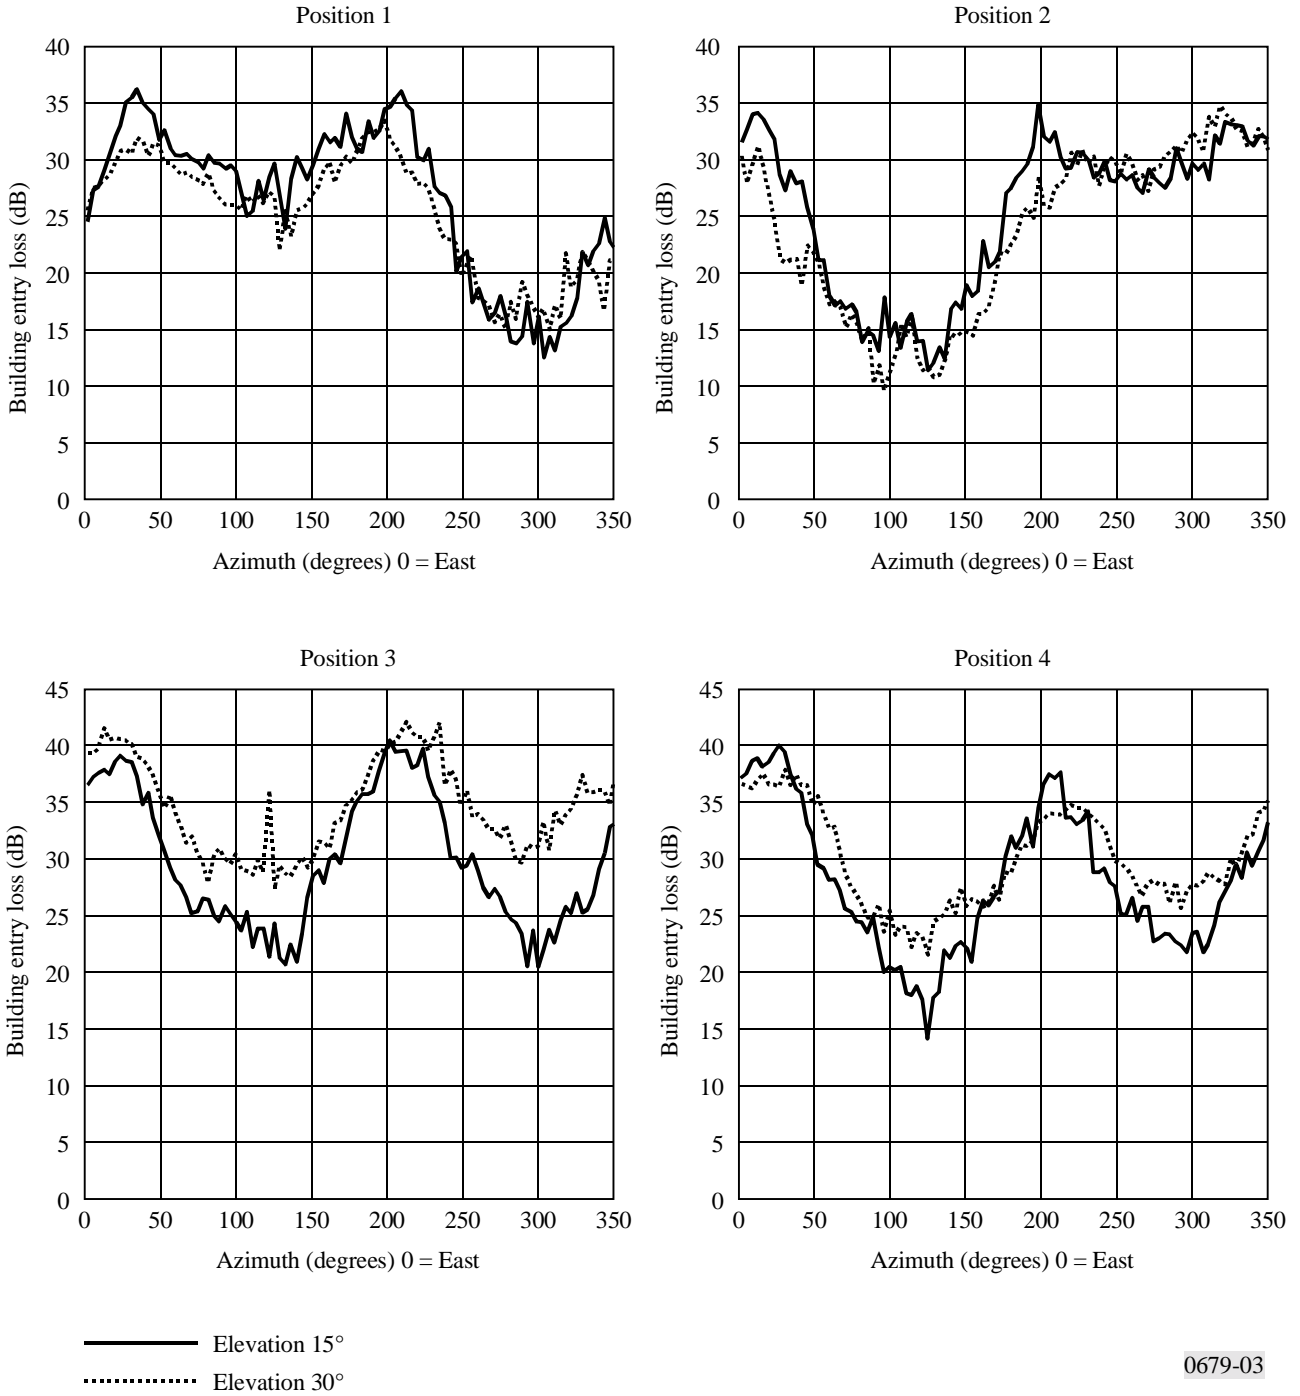 Position 1
Building entry loss (dB)
40
35
30
25
20
15
10
5
0
0 50 100 150 200 250 300 350
Azimuth (degrees) 0 = East
Position 2
Building entry loss (dB)
40
35
30
25
20
15
10
5
0
0 50 100 150 200 250 300 350
Azimuth (degrees) 0 = East
Position 3
Building entry loss (dB)
45
40
35
30
25
20
15
10
5
0
0 50 100 150 200 250 300 350
Azimuth (degrees) 0 = East
Position 4
Building entry loss (dB)
45
40
35
30
25
20
15
10
5
0
0 50 100 150 200 250 300 350
Azimuth (degrees) 0 = East
Elevation 15°
Elevation 30°
0679-03